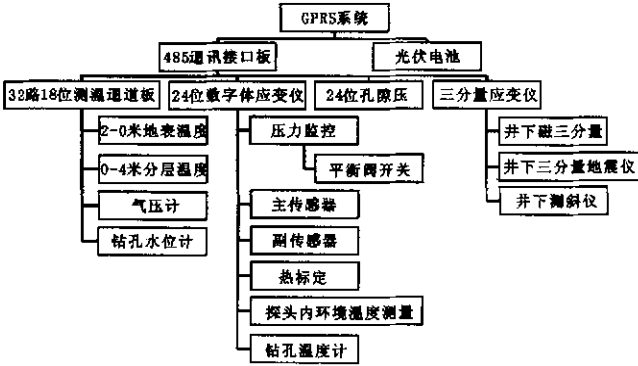 GPRS系统
485通讯接口板
光伏电池
32路18位测温通道板
24位数字体应变仪
24位孔隙压
三分量应变仪
2-0米地表温度
0-4米分层温度
气压计
钻孔水位计
压力监控
平衡阀开关
主传感器
副传感器
热标定
探头内环境温度测量
钻孔温度计
井下磁三分量
井下三分量地震仪
井下测斜仪